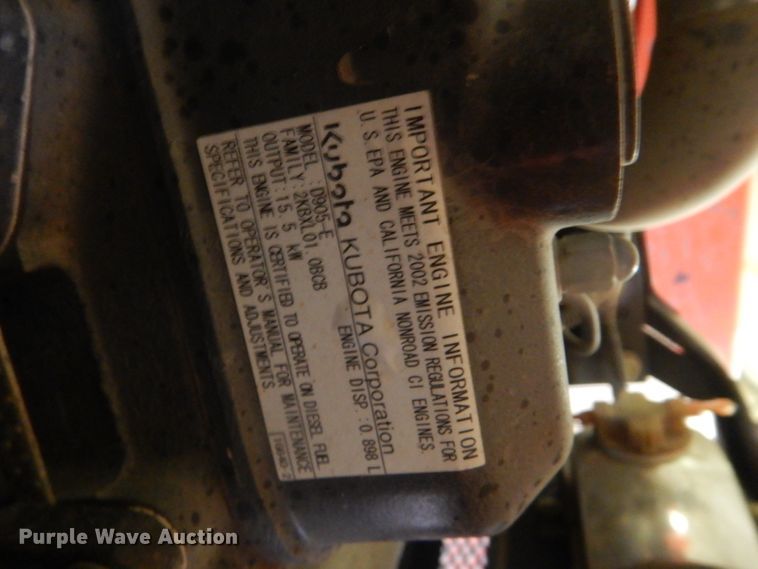 IMPORTANT ENGINE INFORMATION
THIS ENGINE MEETS 2002 EMISSION REGULATIONS FOR
U.S. EPA AND CALIFORNIA NONROAD CI ENGINES.
Kubota KUBOTA Corporation
MODEL:D905-E ENGINE DISP.:0.898 L
FAMILY:2KBXL01.0BCB
OUTPUT:15.5 kW
THIS ENGINE IS CERTIFIED TO OPERATE ON DIESEL FUEL
REFER TO OPERATOR'S MANUAL FOR MAINTENANCE
SPECIFICATIONS AND ADJUSTMENTS
Purple Wave Auction